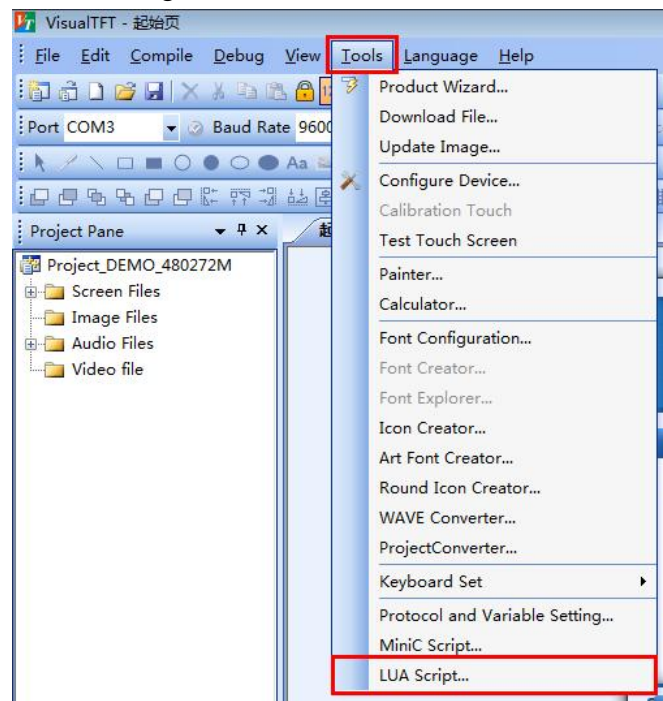 VisualTFT - 起始页
File Edit Compile Debug View Tools Language Help
Port COM3 Baud Rate 9600
Aa
Project Pane
起
Project_DEMO_480272M
Screen Files
Image Files
Audio Files
Video file
Product Wizard...
Download File...
Update Image...
Configure Device...
Calibration Touch
Test Touch Screen
Painter...
Calculator...
Font Configuration...
Font Creator...
Font Explorer...
Icon Creator...
Art Font Creator...
Round Icon Creator...
WAVE Converter...
ProjectConverter...
Keyboard Set
Protocol and Variable Setting...
MiniC Script...
LUA Script...